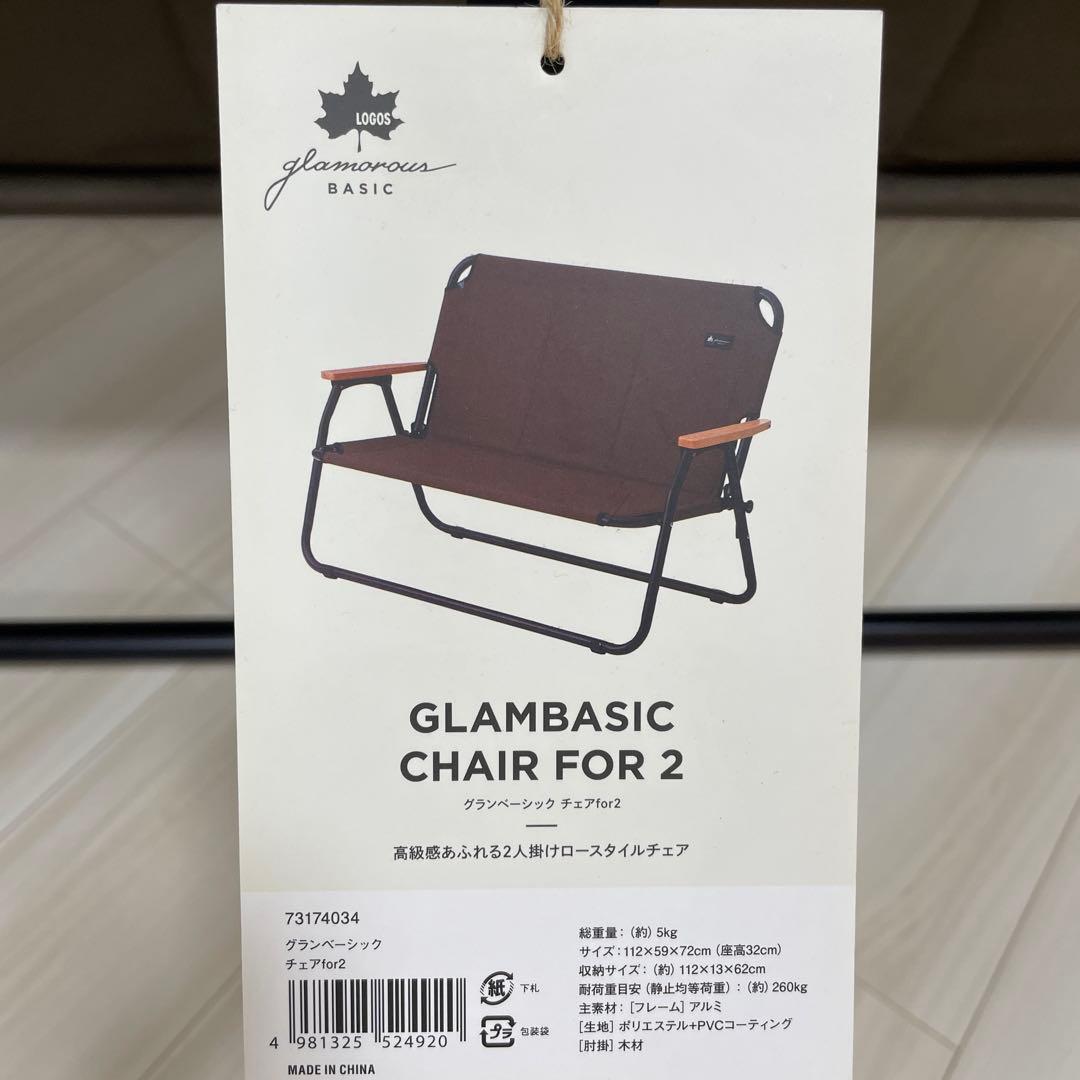 LOGOS
glamorous
BASIC
GLAMBASIC
CHAIR FOR 2
グランベーシック チェアfor2
高級感あふれる2人掛けロースタイルチェア
73174034
グランベーシック
チェアfor2
4 981325 524920
MADE IN CHINA
紙 下札
プラ 包装袋
総重量：(約) 5kg
サイズ：112×59×72cm (座高32cm)
収納サイズ：(約) 112×13×62cm
耐荷重目安 (静止均等荷重)：(約) 260kg
主素材：[フレーム] アルミ
[生地] ポリエステル+PVCコーティング
[肘掛] 木材